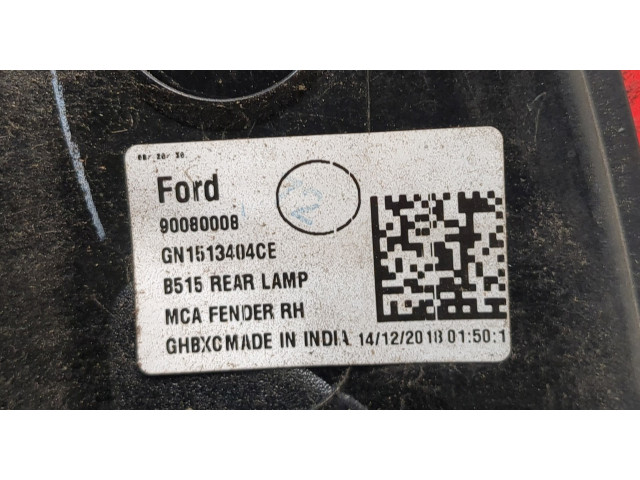 Ford
90080008
GN1513404CE
B515 REAR LAMP
MCA FENDER RH
GHBXCMADE IN INDIA 14/12/2018 01:50:1